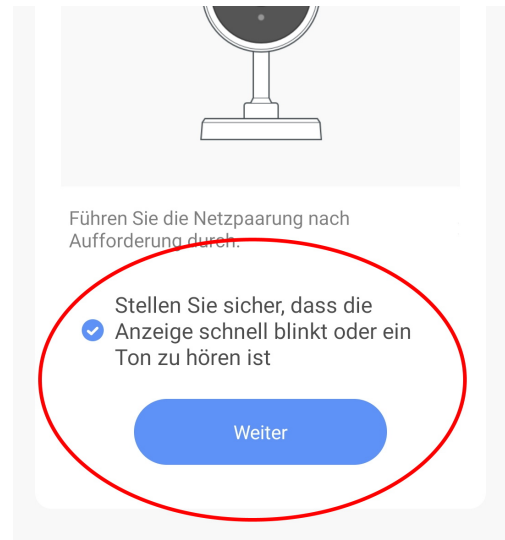 Führen Sie die Netzpaarung nach
Aufforderung durch.
Stellen Sie sicher, dass die
Anzeige schnell blinkt oder ein
Ton zu hören ist
Weiter